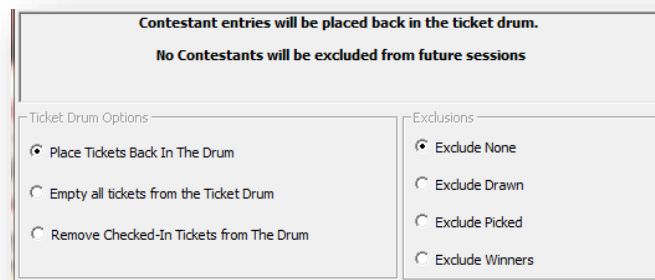 Contestant entries will be placed back in the ticket drum.
No Contestants will be excluded from future sessions
Ticket Drum Options
Place Tickets Back In The Drum
Empty all tickets from the Ticket Drum
Remove Checked-In Tickets from The Drum
Exclusions
Exclude None
Exclude Drawn
Exclude Picked
Exclude Winners